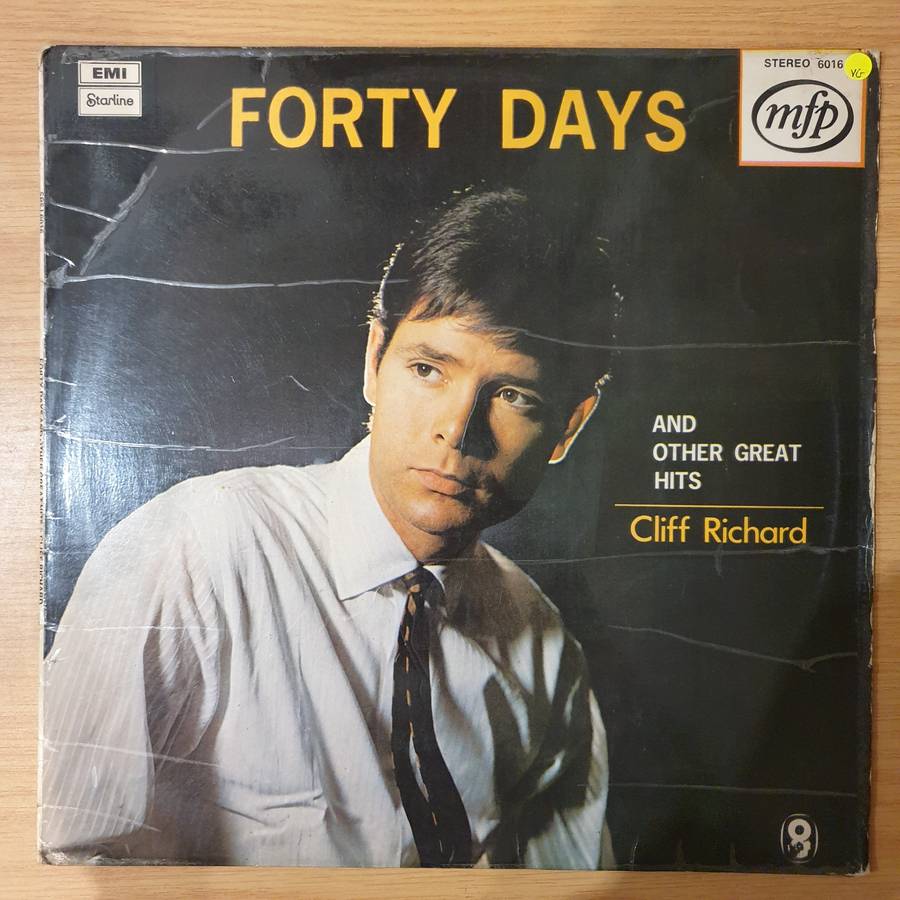 EMI
Starline
FORTY DAYS
STEREO 6016
VG
mfp
AND
OTHER GREAT
HITS
Cliff Richard